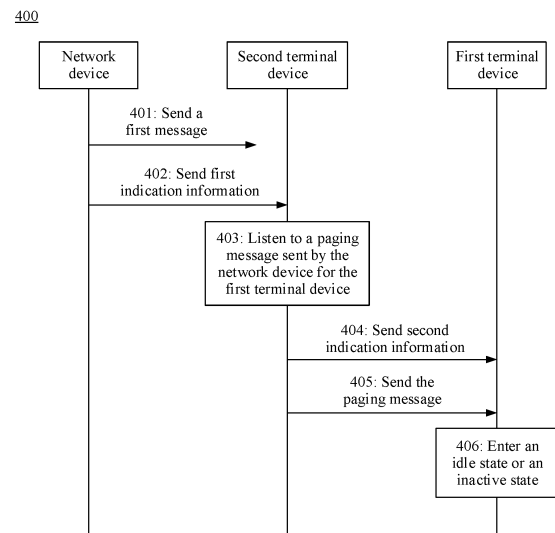 400
Network
device
Second terminal
device
First terminal
device
401: Send a
first message
402: Send first
indication information
403: Listen to a paging
message sent by the
network device for the
first terminal device
404: Send second
indication information
405: Send the
paging message
406: Enter an
idle state or an
inactive state